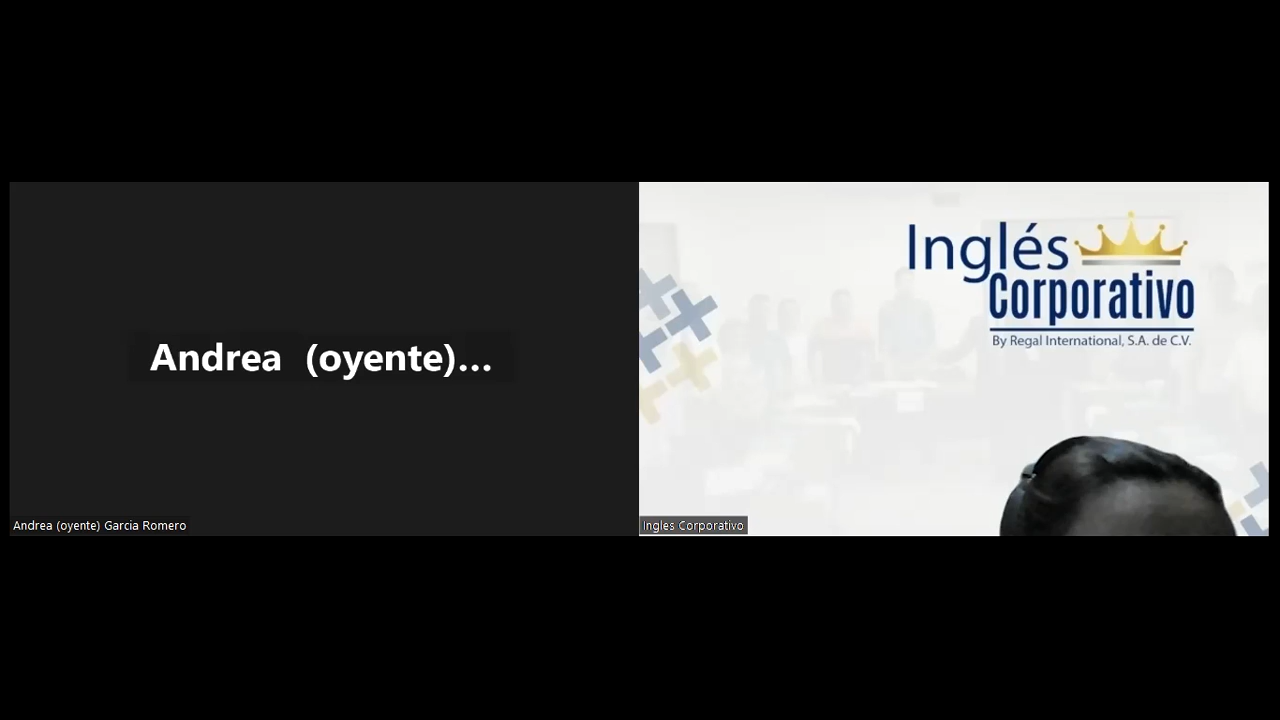 Andrea (oyente)...
Andrea (oyente) Garcia Romero
Inglés
Corporativo
By Regal International, S.A. de C.V.
Ingles Corporativo